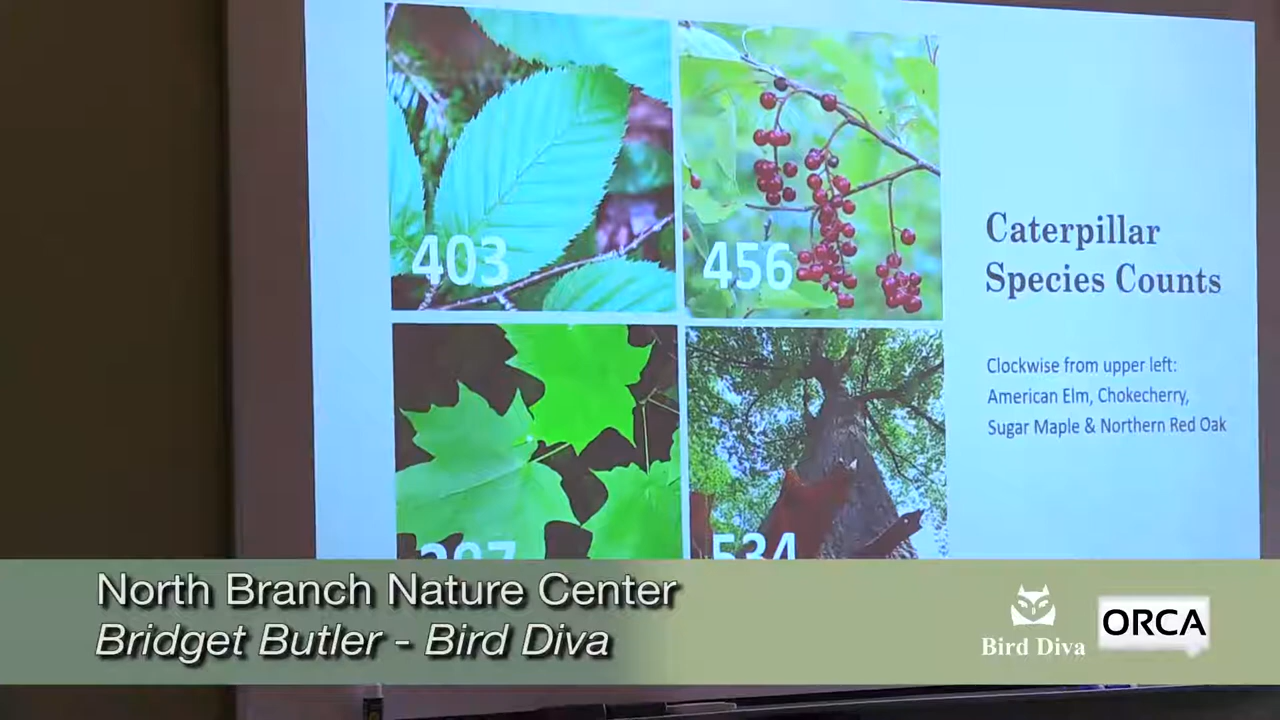 403
456
Caterpillar
Species Counts
Clockwise from upper left:
American Elm, Chokecherry,
Sugar Maple & Northern Red Oak
534
North Branch Nature Center
Bridget Butler - Bird Diva
Bird Diva
ORCA